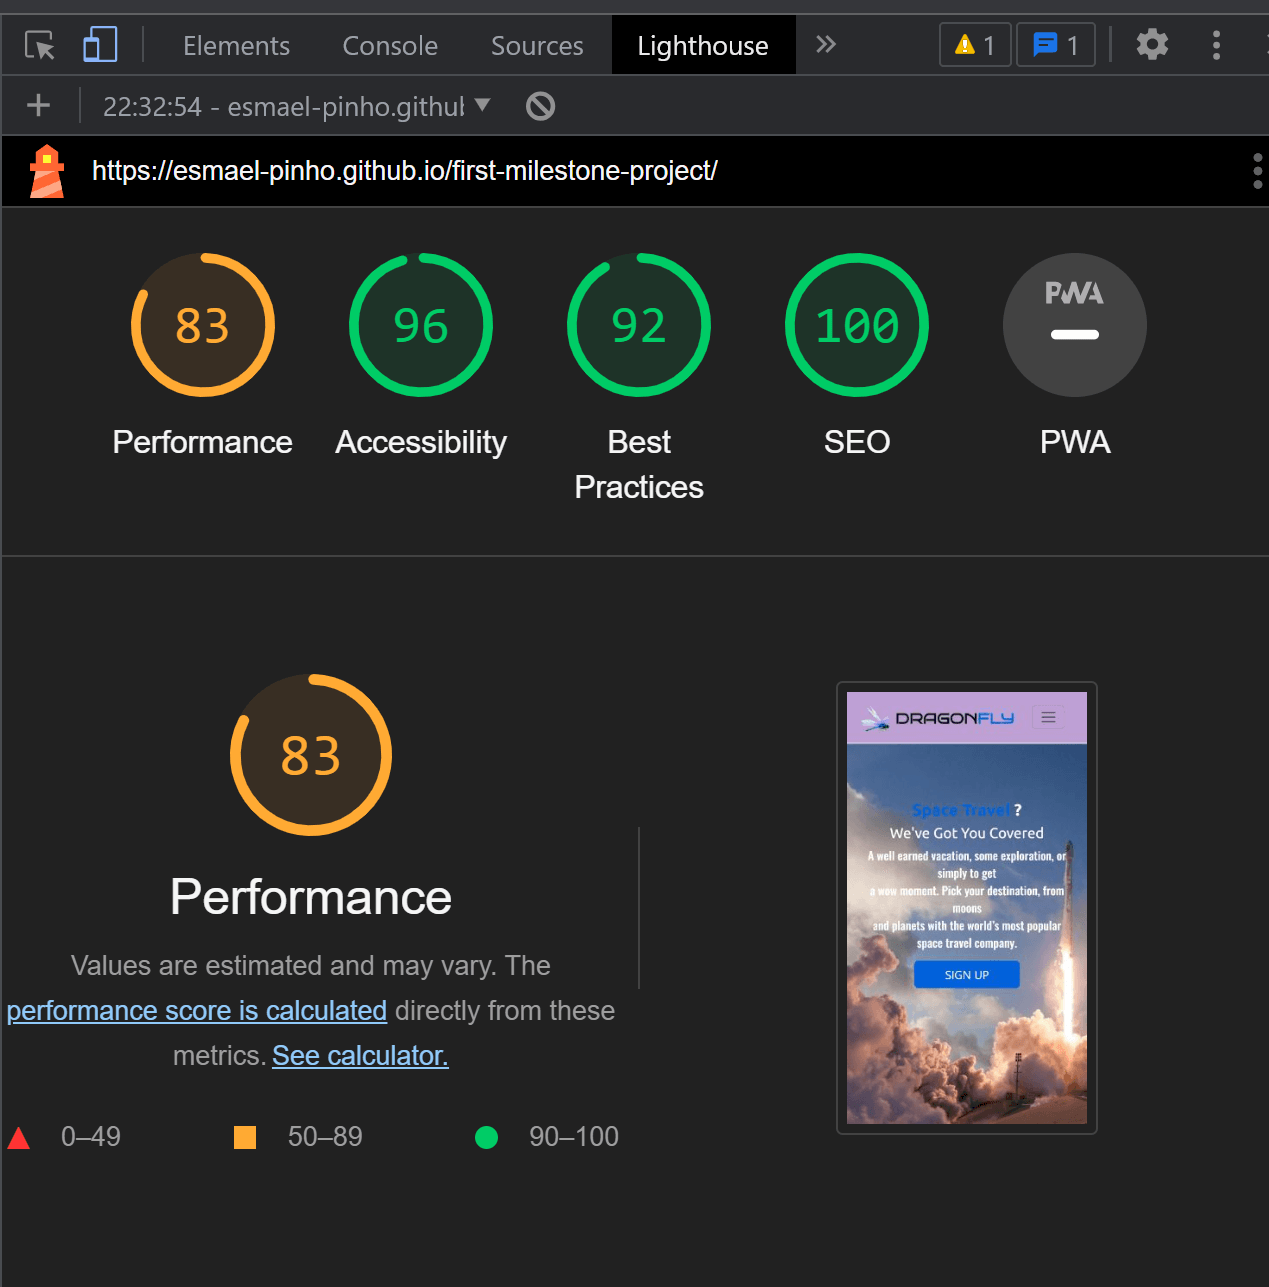 Elements Console Sources Lighthouse 1 1
22:32:54 - esmael-pinho.githul
https://esmael-pinho.github.io/first-milestone-project/
83 96 92 100 PWA
Performance Accessibility Best Practices SEO PWA
83
Performance
Values are estimated and may vary. The
performance score is calculated directly from these
metrics. See calculator.
0–49 50–89 90–100
DRAGONFLY
Space Travel ?
We've Got You Covered
A well earned vacation, some exploration, or
simply to get
a wow moment. Pick your destination, from
moons
and planets with the world's most popular
space travel company.
SIGN UP